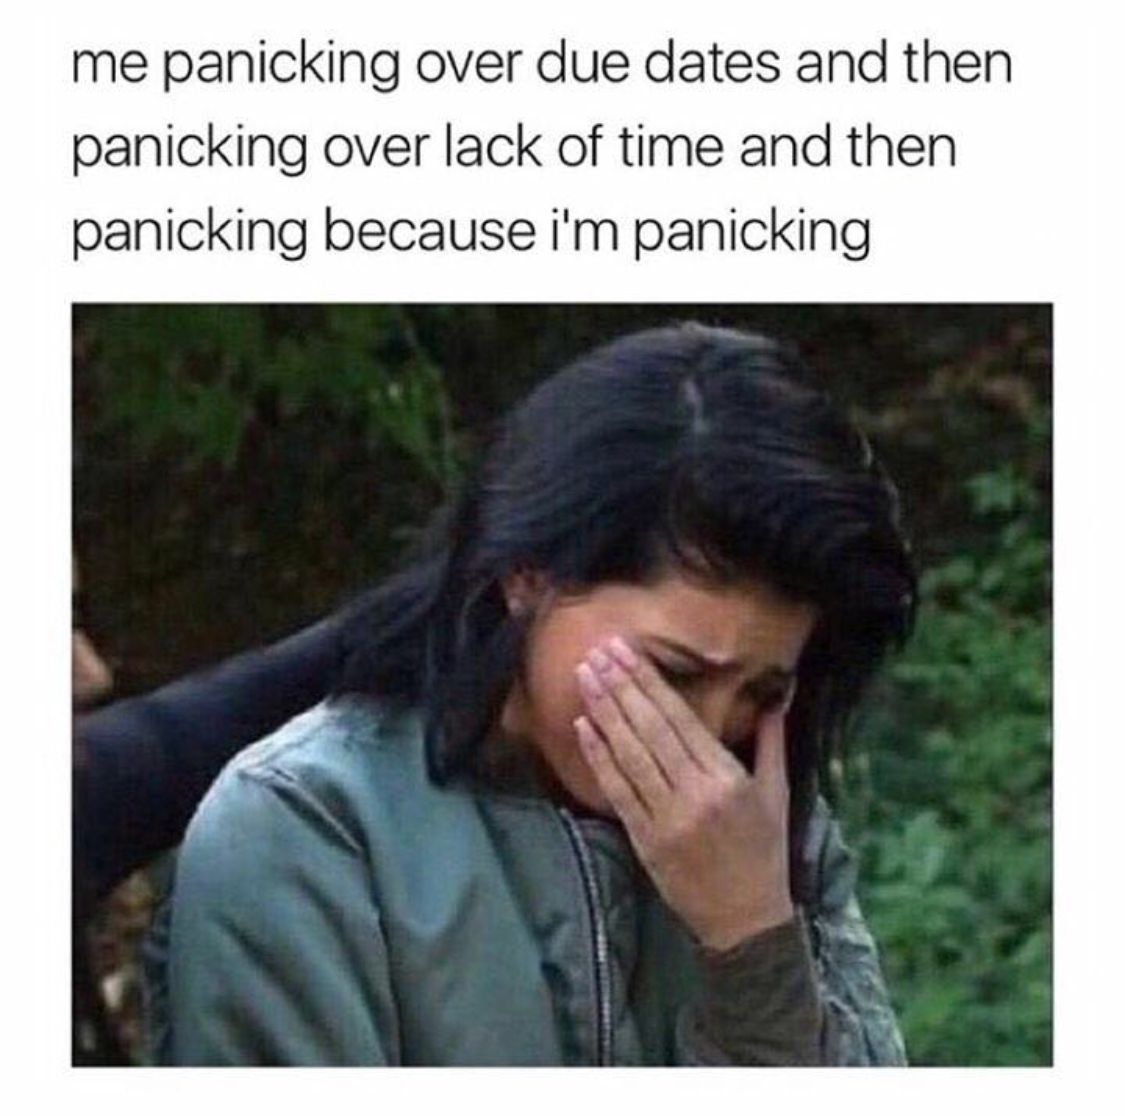 me panicking over due dates and then
panicking over lack of time and then
panicking because i'm panicking